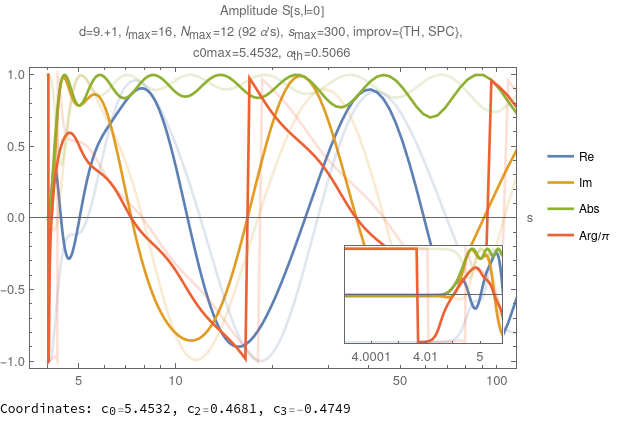 Amplitude S[s,l=0]
d=9.+1, lmax=16, Nmax=12 (92 α's), smax=300, improv={TH, SPC},
c0max=5.4532, αth=0.5066
1.0
0.5
0.0
−0.5
−1.0
5
10
50
100
s
Re
Im
Abs
Arg/π
4.0001
4.01
5
Coordinates: c0=5.4532, c2=0.4681, c3=−0.4749